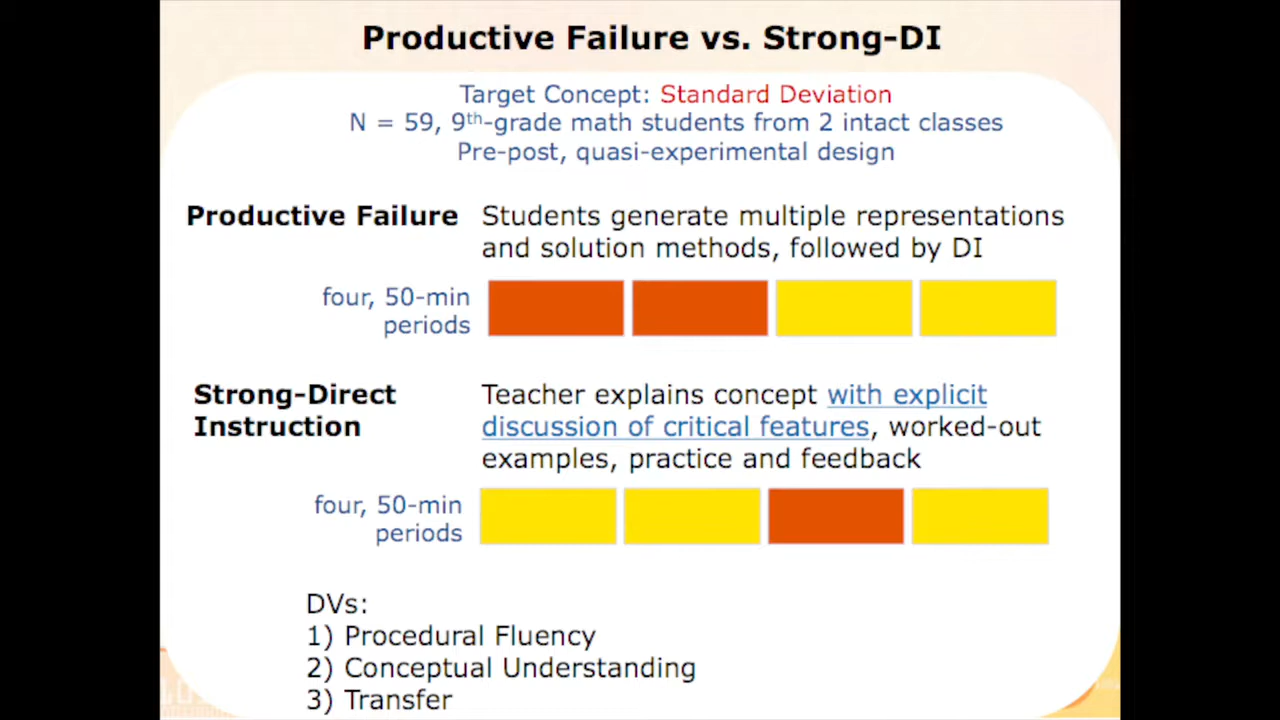 Productive Failure vs. Strong-DI
Target Concept: Standard Deviation
N = 59, 9th-grade math students from 2 intact classes
Pre-post, quasi-experimental design
Productive Failure
Students generate multiple representations
and solution methods, followed by DI
four, 50-min
periods
Strong-Direct
Instruction
Teacher explains concept with explicit
discussion of critical features, worked-out
examples, practice and feedback
four, 50-min
periods
DVs:
1) Procedural Fluency
2) Conceptual Understanding
3) Transfer